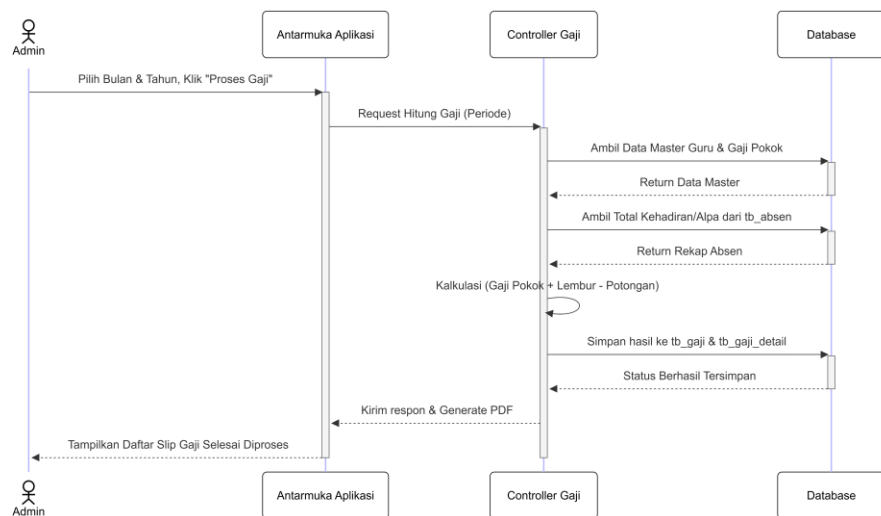 Admin
Antarmuka Aplikasi
Controller Gaji
Database
Pilih Bulan & Tahun, Klik "Proses Gaji"
Request Hitung Gaji (Periode)
Ambil Data Master Guru & Gaji Pokok
Return Data Master
Ambil Total Kehadiran/Alpa dari tb_absen
Return Rekap Absen
Kalkulasi (Gaji Pokok + Lembur - Potongan)
Simpan hasil ke tb_gaji & tb_gaji_detail
Status Berhasil Tersimpan
Kirim respon & Generate PDF
Tampilkan Daftar Slip Gaji Selesai Diproses
Admin
Antarmuka Aplikasi
Controller Gaji
Database